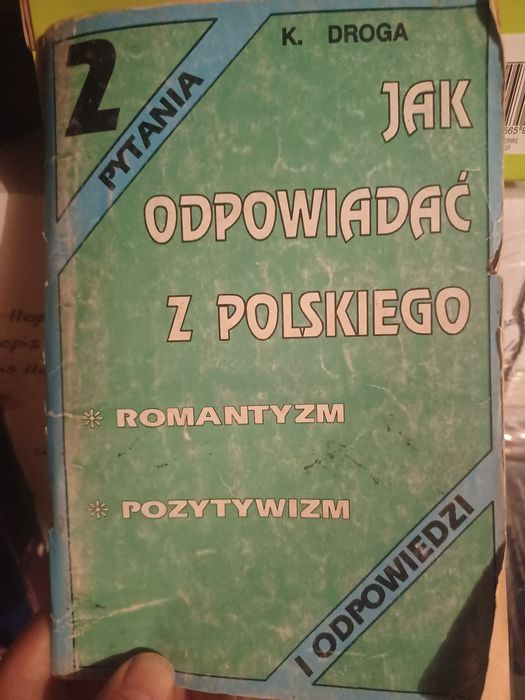 2
PYTANIA
K. DROGA
JAK
ODPOWIADAĆ
Z POLSKIEGO
* ROMANTYZM
* POZYTYWIZM
I ODPOWIEDZI